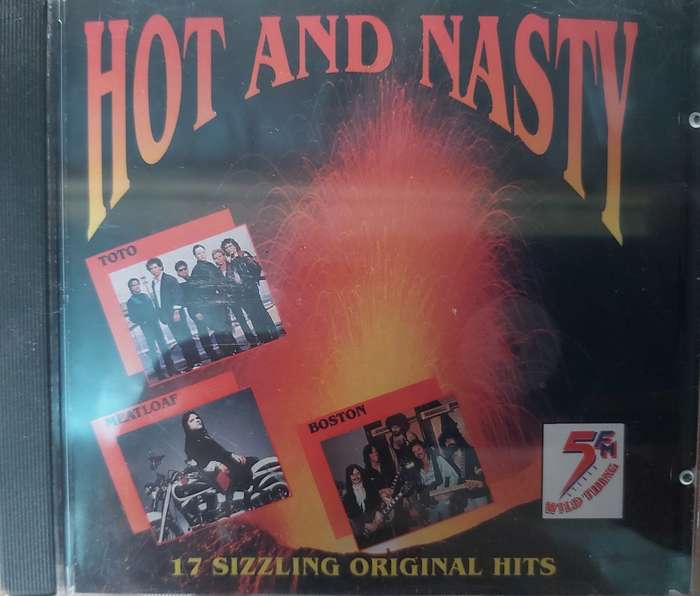 HOT AND NASTY
TOTO
MEATLOAF
BOSTON
5FM
WILD THING
17 SIZZLING ORIGINAL HITS